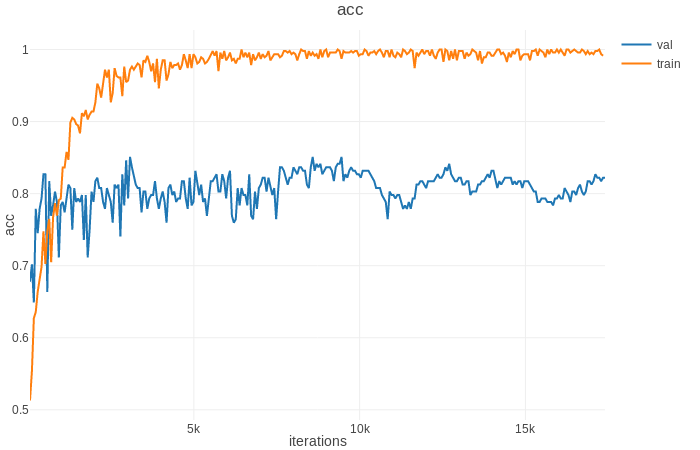 acc
val
train
1
0.9
0.8
0.7
0.6
0.5
acc
5k
10k
15k
iterations